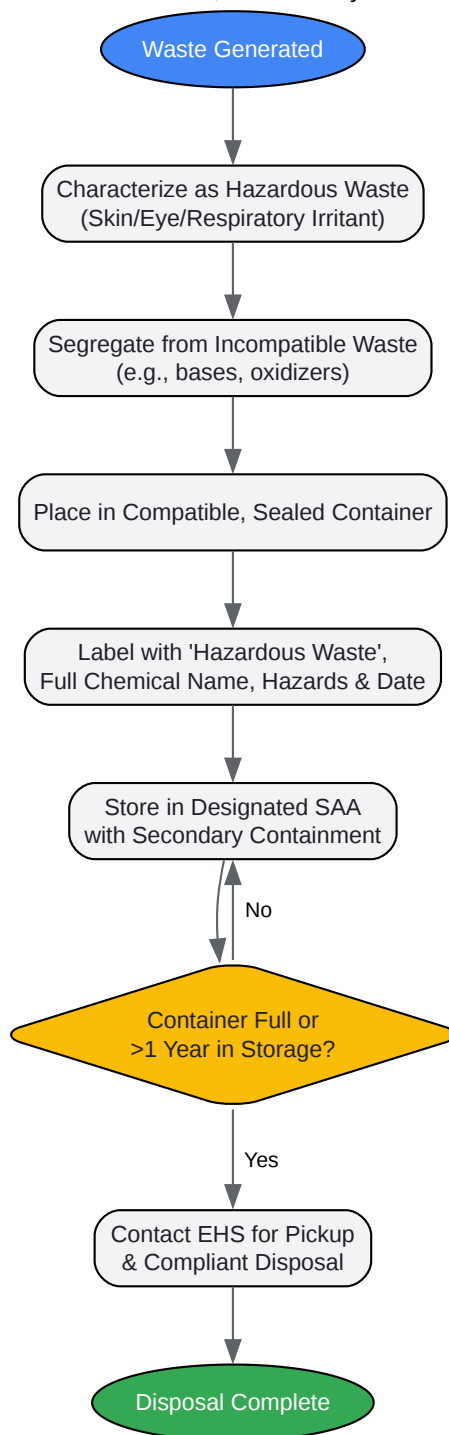 Waste Generated
Characterize as Hazardous Waste
(Skin/Eye/Respiratory Irritant)
Segregate from Incompatible Waste
(e.g., bases, oxidizers)
Place in Compatible, Sealed Container
Label with 'Hazardous Waste',
Full Chemical Name, Hazards & Date
Store in Designated SAA
with Secondary Containment
No
Container Full or
>1 Year in Storage?
Yes
Contact EHS for Pickup
& Compliant Disposal
Disposal Complete